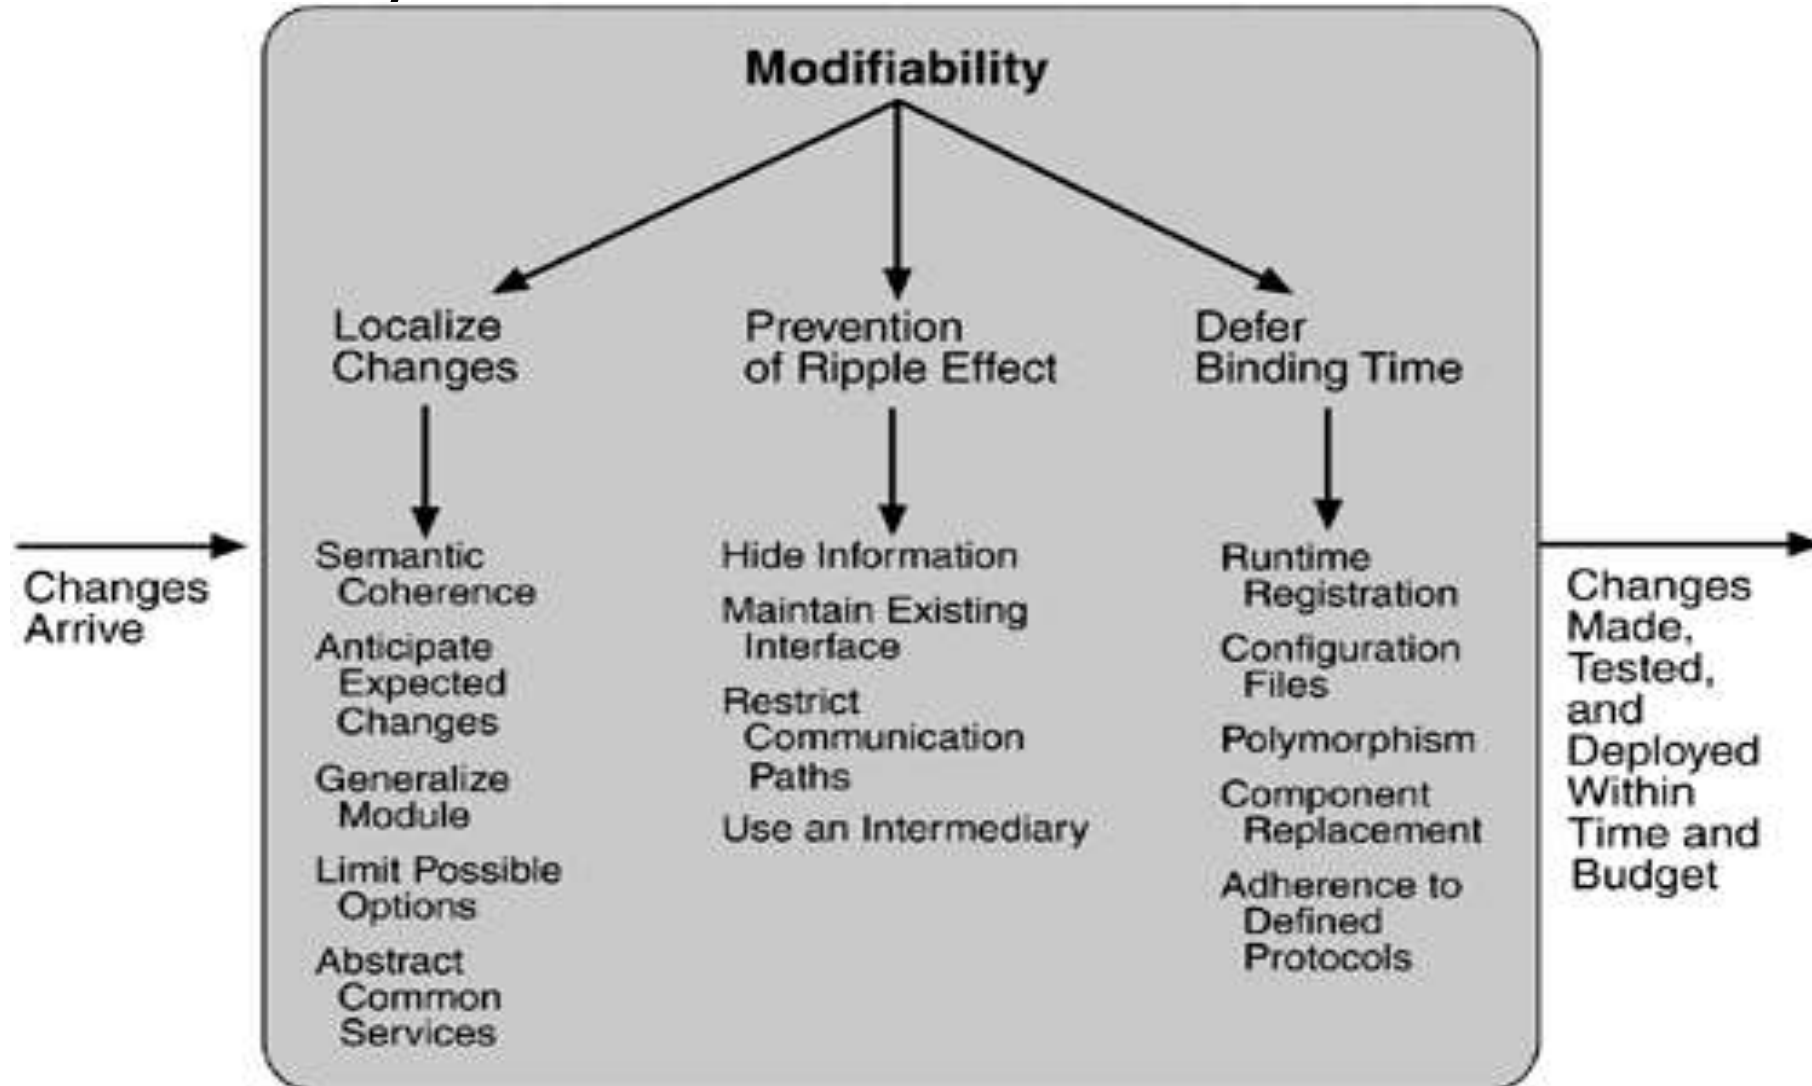 Modifiability
Localize
Changes
Prevention
of Ripple Effect
Defer
Binding Time
Changes
Arrive
Semantic
Coherence
Anticipate
Expected
Changes
Generalize
Module
Limit Possible
Options
Abstract
Common
Services
Hide Information
Maintain Existing
Interface
Restrict
Communication
Paths
Use an Intermediary
Runtime
Registration
Configuration
Files
Polymorphism
Component
Replacement
Adherence to
Defined
Protocols
Changes
Made,
Tested,
and
Deployed
Within
Time and
Budget